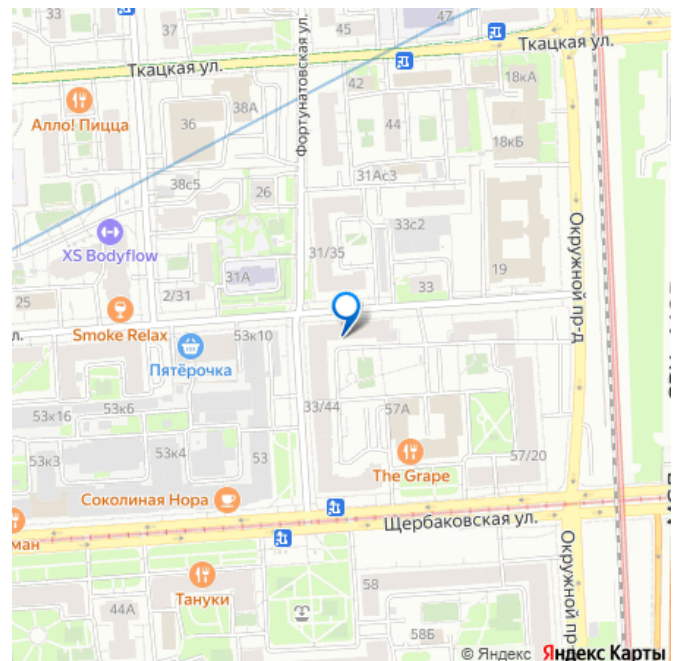 33
37
45
47
Ткацкая ул.
Ткацкая ул.
Фортунатовская ул.
38А
42
18кА
Алло! Пицца
36
44
18кБ
38с5
26
31Ас3
XS Bodyflow
31/35
33с2
Окружной пр-д
31А
19
25
2/31
33
л.
Smoke Relax
53к10
Пятёрочка
53к16
53к6
33/44
57А
53к3
53к4
53
The Grape
57/20
Соколиная Нора
ман
Щербаковская ул.
Тануки
58
Окружной пр
44А
58Б
© Яндекс Яндекс Карты